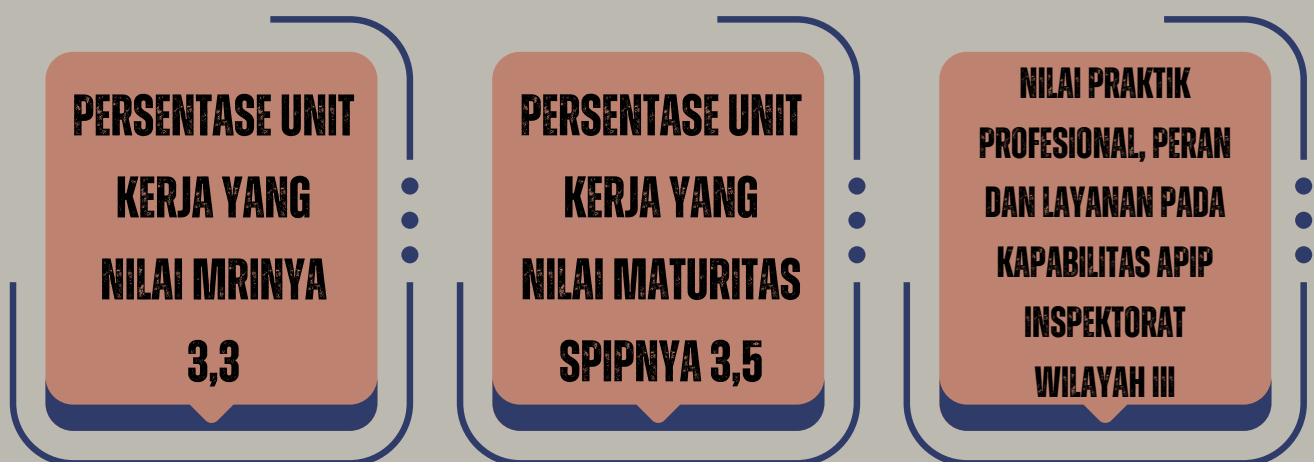 PERSENTASE UNIT
KERJA YANG
NILAI MRINYA
3,3
PERSENTASE UNIT
KERJA YANG
NILAI MATURITAS
SPIPNYA 3,5
NILAI PRAKTIK
PROFESIONAL, PERAN
DAN LAYANAN PADA
KAPABILITAS APIP
INSPEKTORAT
WILAYAH III